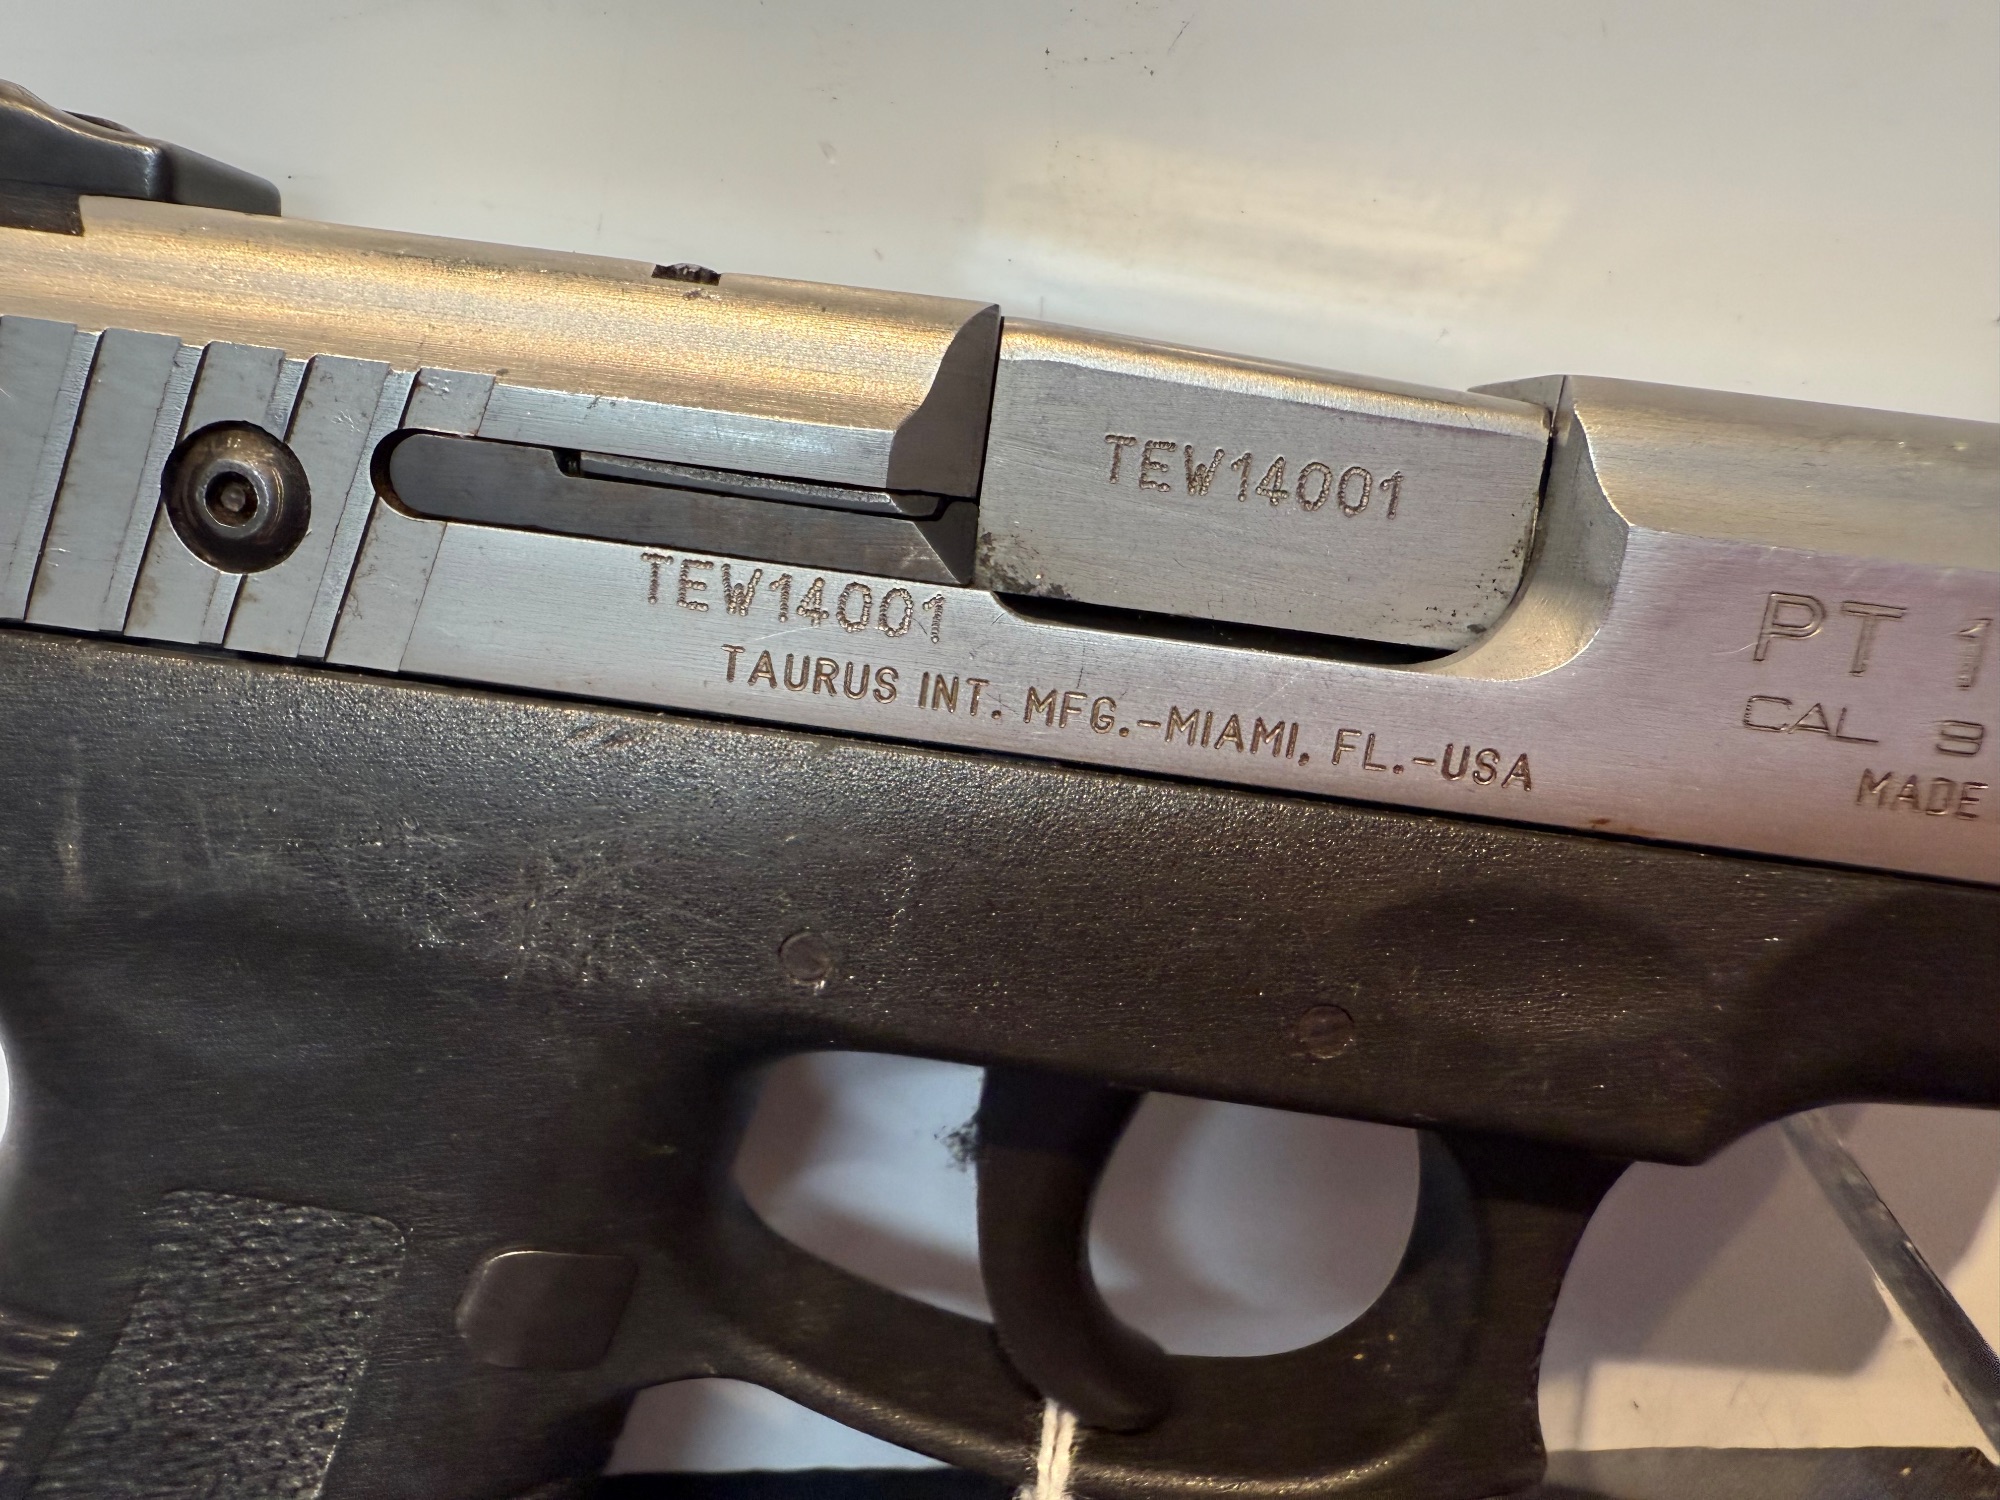 TEW14001
TEW14001
TAURUS INT. MFG.-MIAMI, FL.-USA
PT 1
CAL 9
MADE